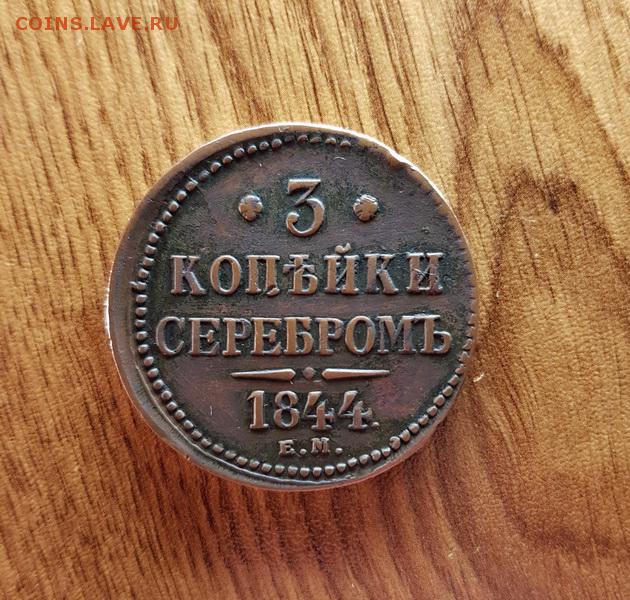 COINS.LAVE.RU
3
КОПѢЙКИ
СЕРЕБРОМЪ
1844.
Е.М.